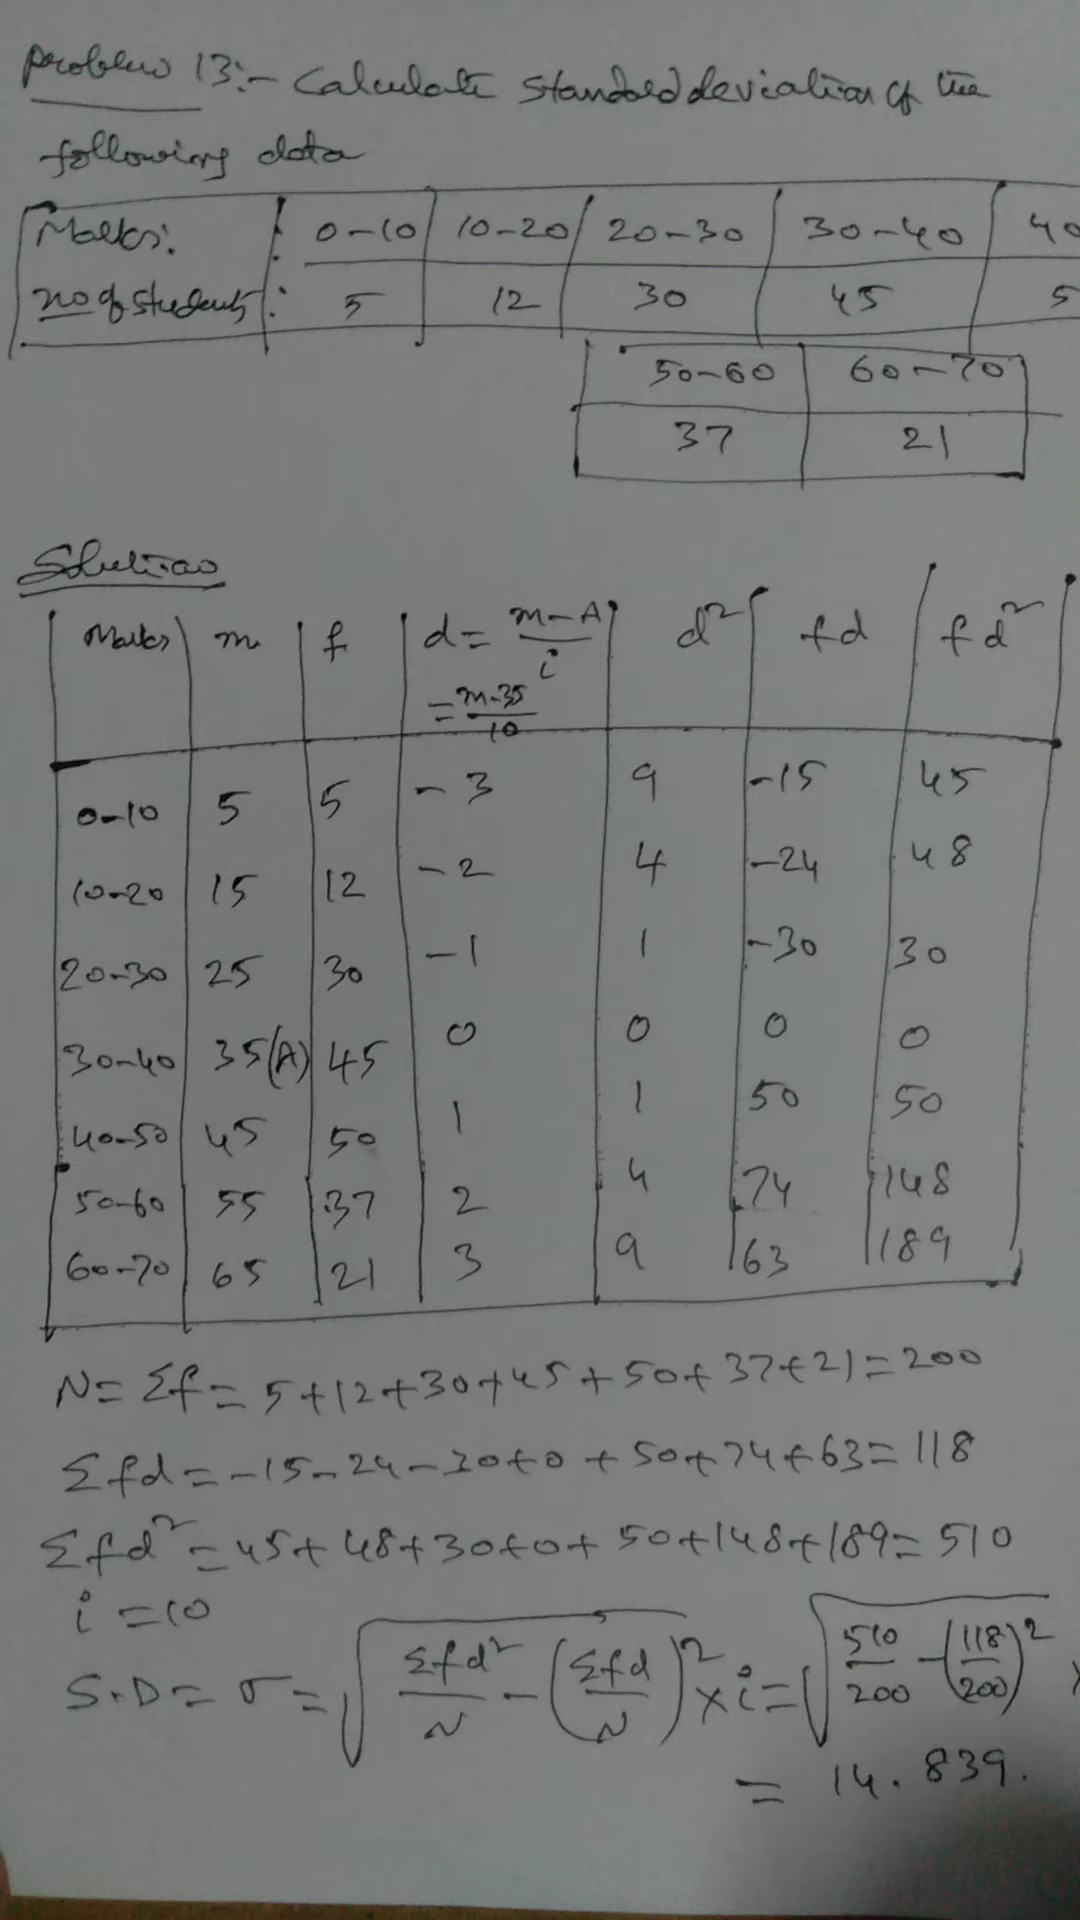 Problem 13:- Calculate standard deviation of the
following data
Marks: : 0-10 10-20 20-30 30-40 40
no of students : 5 12 30 45 5
50-60 60-70
37 21
Solution
Marks m f d = (m-A)/i d² fd fd²
= (m-35)/10
0-10 5 5 -3 9 -15 45
10-20 15 12 -2 4 -24 48
20-30 25 30 -1 1 -30 30
30-40 35(A) 45 0 0 0 0
40-50 45 50 1 1 50 50
50-60 55 37 2 4 74 148
60-70 65 21 3 9 63 189
N = Σf = 5+12+30+45+50+37+21 = 200
Σfd = -15-24-30+0+50+74+63 = 118
Σfd² = 45+48+30+0+50+148+189 = 510
i = 10
S.D = σ = √(Σfd²/N - (Σfd/N)²) × i = √(510/200 - (118/200)²) ×
= 14.839.